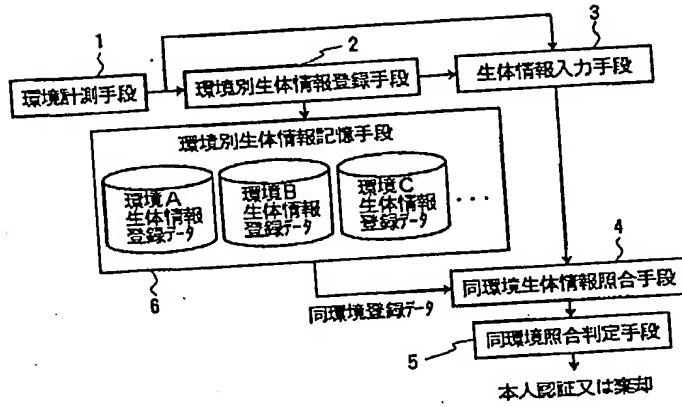 1
2
3
環境計測手段
環境別生体情報登録手段
生体情報入力手段
環境別生体情報記憶手段
環境A
生体情報
登録データ
環境B
生体情報
登録データ
環境C
生体情報
登録データ
···
6
同環境登録データ
4
同環境生体情報照合手段
5
同環境照合判定手段
本人認証又は棄却